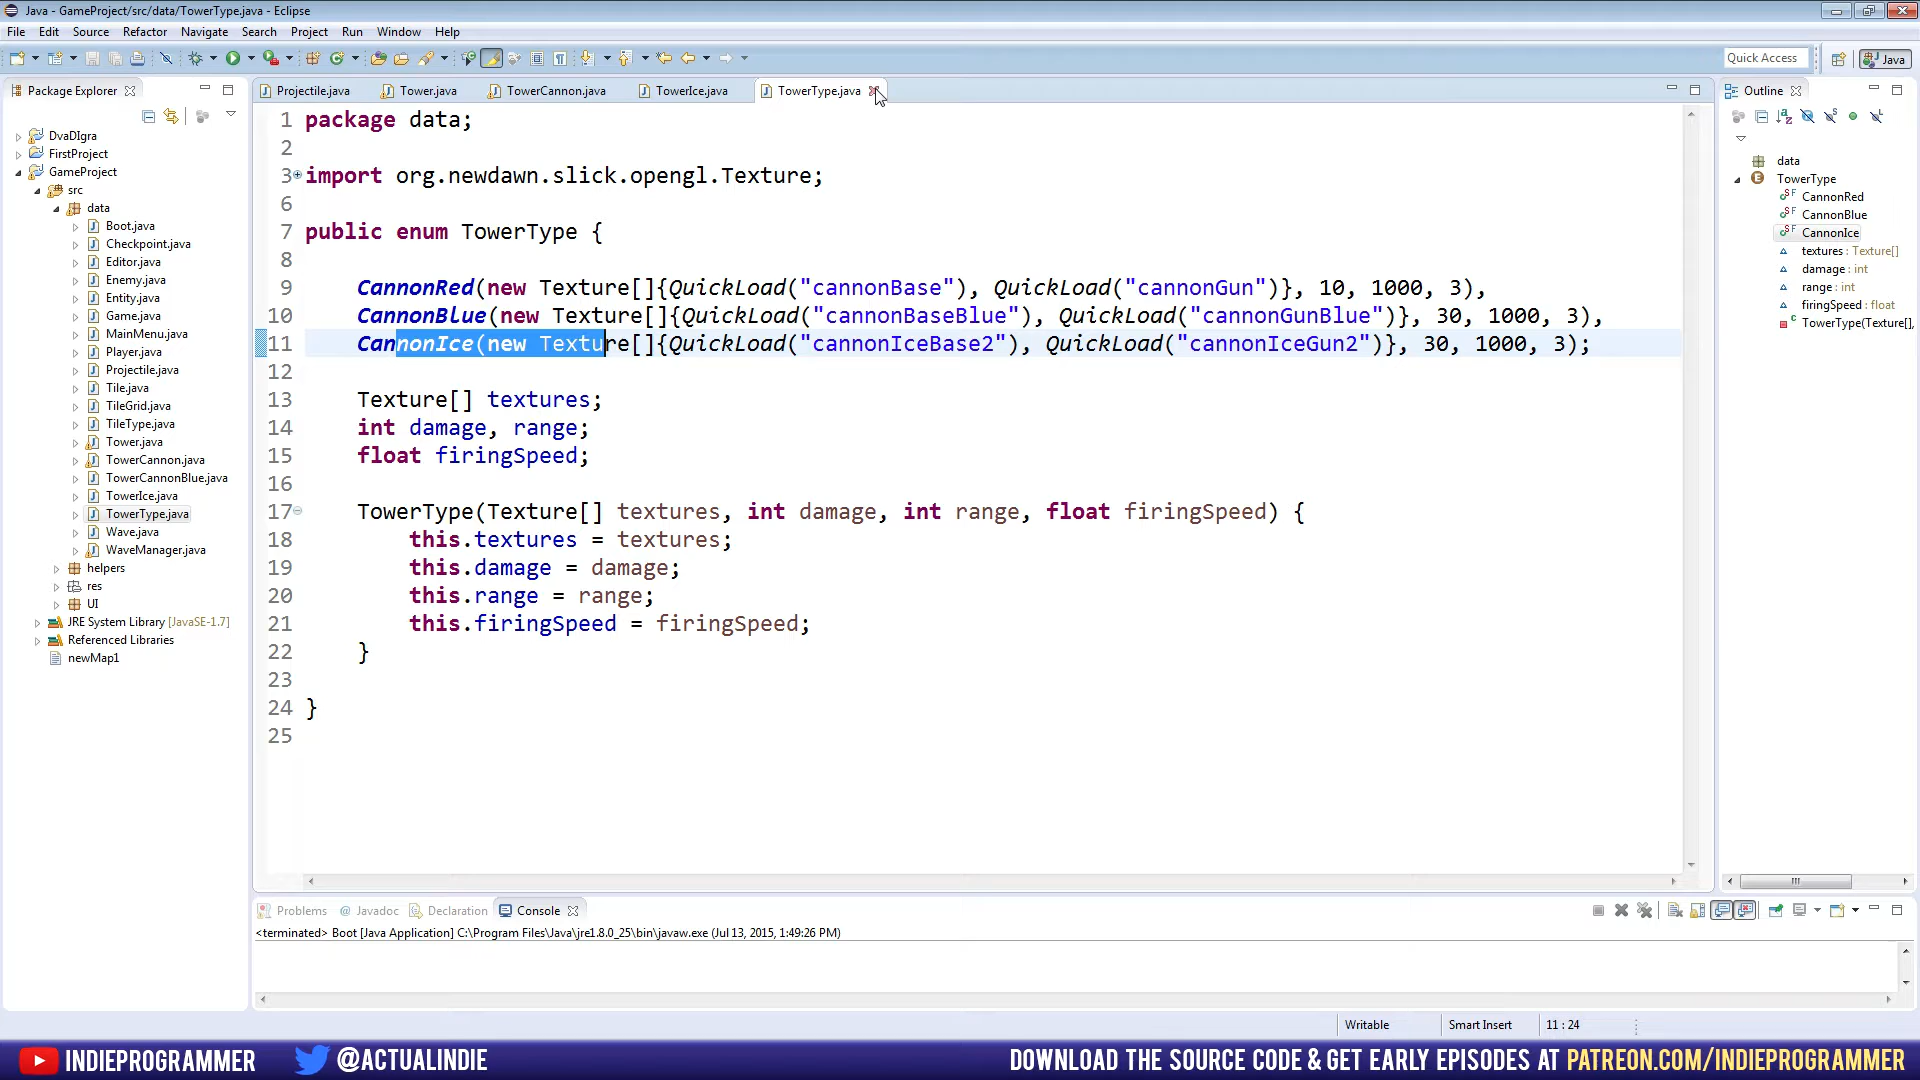 Java - GameProject/src/data/TowerType.java - Eclipse
File Edit Source Refactor Navigate Search Project Run Window Help
Quick Access Java
Package Explorer
DvaDIgra
FirstProject
GameProject
src
data
Boot.java
Checkpoint.java
Editor.java
Enemy.java
Entity.java
Game.java
MainMenu.java
Player.java
Projectile.java
Tile.java
TileGrid.java
TileType.java
Tower.java
TowerCannon.java
TowerCannonBlue.java
TowerIce.java
TowerType.java
Wave.java
WaveManager.java
helpers
res
UI
JRE System Library [JavaSE-1.7]
Referenced Libraries
newMap1
Projectile.java Tower.java TowerCannon.java TowerIce.java TowerType.java
1 package data;
2
3 import org.newdawn.slick.opengl.Texture;
6
7 public enum TowerType {
8
9 CannonRed(new Texture[]{QuickLoad("cannonBase"), QuickLoad("cannonGun")}, 10, 1000, 3),
10 CannonBlue(new Texture[]{QuickLoad("cannonBaseBlue"), QuickLoad("cannonGunBlue")}, 30, 1000, 3),
11 CannonIce(new Texture[]{QuickLoad("cannonIceBase2"), QuickLoad("cannonIceGun2")}, 30, 1000, 3);
12
13 Texture[] textures;
14 int damage, range;
15 float firingSpeed;
16
17 TowerType(Texture[] textures, int damage, int range, float firingSpeed) {
18 this.textures = textures;
19 this.damage = damage;
20 this.range = range;
21 this.firingSpeed = firingSpeed;
22 }
23
24 }
25
Outline
data
TowerType
CannonRed
CannonBlue
CannonIce
textures : Texture[]
damage : int
range : int
firingSpeed : float
TowerType(Texture[],
Problems Javadoc Declaration Console
<terminated> Boot [Java Application] C:\Program Files\Java\jre1.8.0_25\bin\javaw.exe (Jul 13, 2015, 1:49:26 PM)
Writable Smart Insert 11 : 24
INDIEPROGRAMMER @ACTUALINDIE DOWNLOAD THE SOURCE CODE & GET EARLY EPISODES AT PATREON.COM/INDIEPROGRAMMER